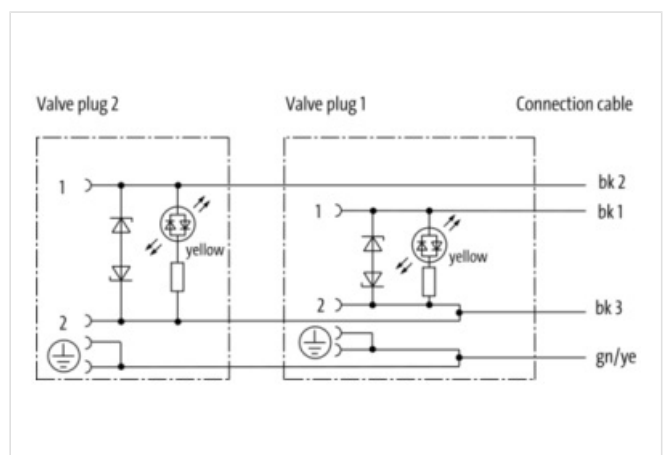 Valve plug 2 Valve plug 1 Connection cable
1 bk 2
1 bk 1
yellow yellow
2 bk 3
2
gn/ye